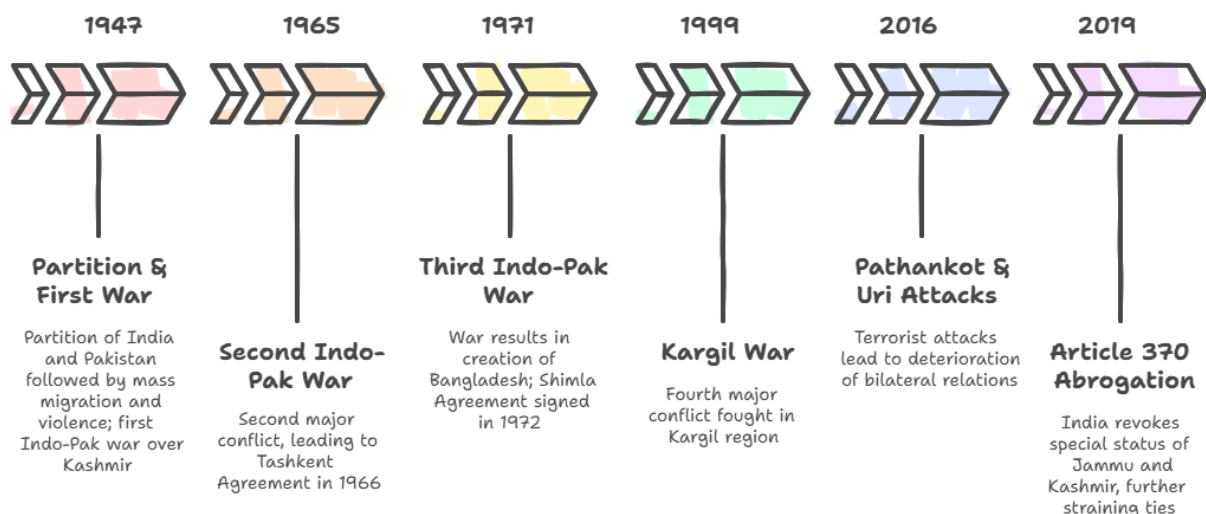 1947
Partition &
First War
Partition of India
and Pakistan
followed by mass
migration and
violence; first
Indo-Pak war over
Kashmir
1965
Second Indo-
Pak War
Second major
conflict, leading to
Tashkent
Agreement in 1966
1971
Third Indo-Pak
War
War results in
creation of
Bangladesh; Shimla
Agreement signed
in 1972
1999
Kargil War
Fourth major
conflict fought in
Kargil region
2016
Pathankot &
Uri Attacks
Terrorist attacks
lead to deterioration
of bilateral relations
2019
Article 370
Abrogation
India revokes
special status of
Jammu and
Kashmir, further
straining ties